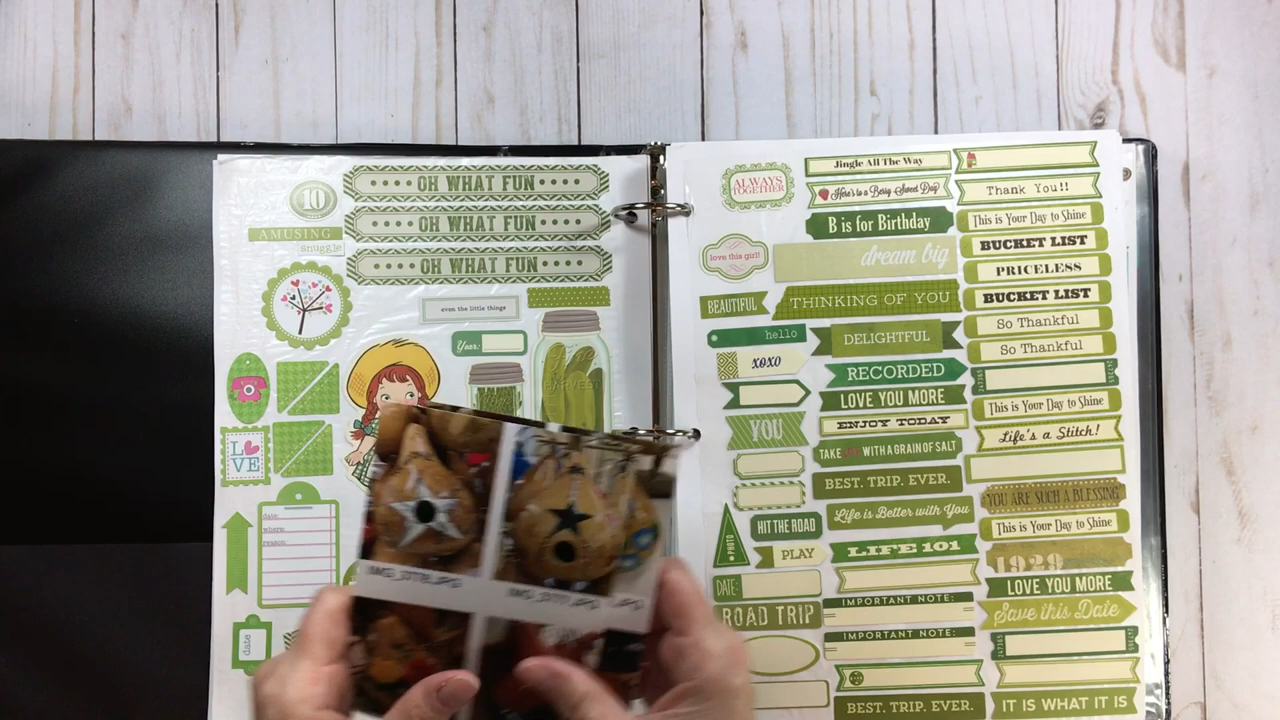 10
OH WHAT FUN
AMUSING
snuggle
OH WHAT FUN
OH WHAT FUN
even the little things
Year:
HARVEST
LOVE
date:
where:
reason:
date
IMG_3776.JPG
ALWAYS
TOGETHER
love this girl!
BEAUTIFUL
hello
xoxo
YOU
PHOTO
HIT THE ROAD
PLAY
DATE:
ROAD TRIP
Jingle All The Way
Here's to a Berry Sweet Day
B is for Birthday
dream big
THINKING OF YOU
DELIGHTFUL
RECORDED
LOVE YOU MORE
ENJOY TODAY
TAKE WITH A GRAIN OF SALT
BEST. TRIP. EVER.
Life is Better with You
LIFE 101
IMPORTANT NOTE:
IMPORTANT NOTE:
BEST. TRIP. EVER.
Thank You!!
This is Your Day to Shine
BUCKET LIST
PRICELESS
BUCKET LIST
So Thankful
So Thankful
247365
This is Your Day to Shine
Life's a Stitch!
YOU ARE SUCH A BLESSING
This is Your Day to Shine
1929
LOVE YOU MORE
Save this Date
247365
IT IS WHAT IT IS